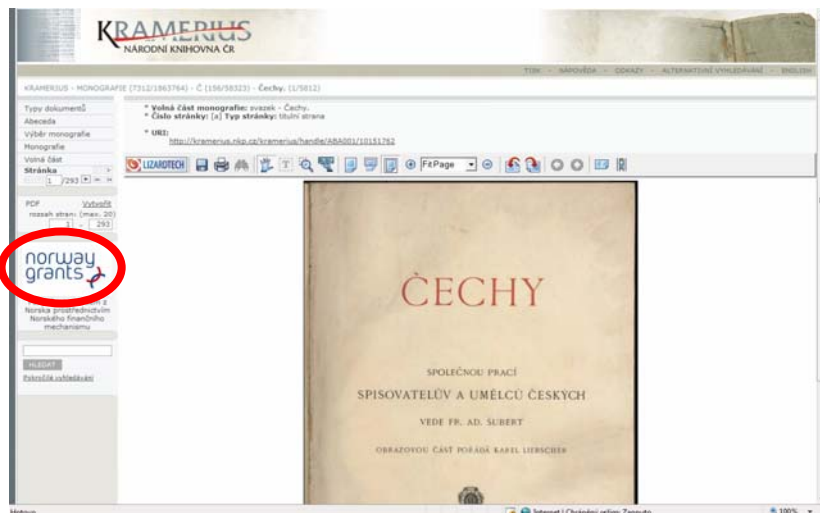 KRAMERIUS
NÁRODNÍ KNIHOVNA ČR
TISK - NÁPOVĚDA - ODKAZY - ALTERNATIVNÍ VYHLEDÁVÁNÍ - ENGLISH
KRAMERIUS - MONOGRAFIE (7312/1863764) - Č (156/58323) - Čechy. (1/5812)
Typy dokumentů
Abeceda
Výběr monografie
Monografie
Volná část
Stránka
1 /293
* Volná část monografie: svazek - Čechy.
* Číslo stránky: [a] Typ stránky: titulní strana
* URI:
http://kramerius.nkp.cz/kramerius/handle/ABA001/10151762
LIZARDTECH FitPage
PDF Vytvořit
rozsah stran: (max. 20)
1 - 293
norway
grants
Norska prostřednictvím
Norského finančního
mechanismu
HLEDAT
Pokročilé vyhledávání
ČECHY
SPOLEČNOU PRACÍ
SPISOVATELŮV A UMĚLCŮ ČESKÝCH
VEDE FR. AD. ŠUBERT
OBRAZOVOU ČÁST POŘÁDÁ KAREL LIEBSCHER
Hotovo
Internet | Chráněný režim: Zapnuto 100%